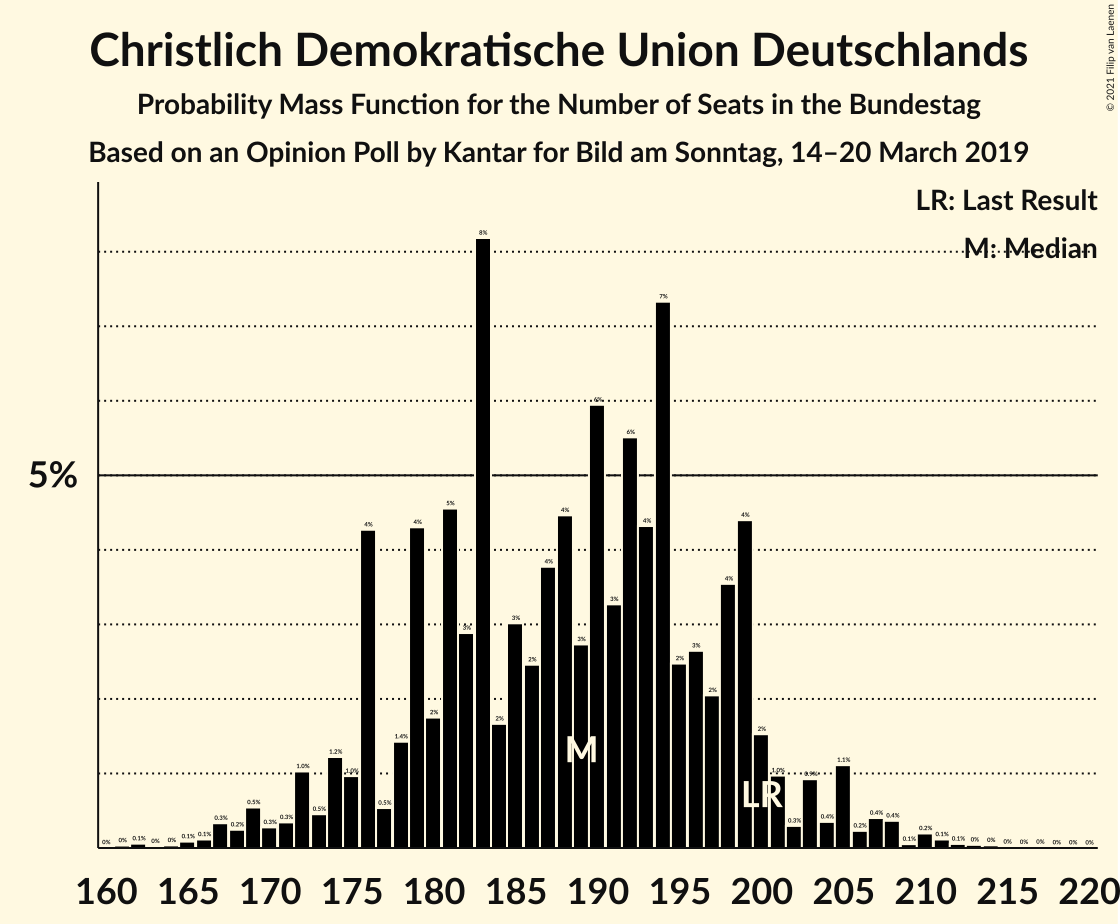 Christlich Demokratische Union Deutschlands
Probability Mass Function for the Number of Seats in the Bundestag
Based on an Opinion Poll by Kantar for Bild am Sonntag, 14–20 March 2019
© 2021 Filip van Laenen
LR: Last Result
M: Median
5%
0% 0% 0.1% 0% 0% 0.1% 0.1% 0.3% 0.2% 0.5% 0.3% 0.3% 1.0% 0.5% 1.2% 1.0% 4% 0.5% 1.4% 4% 2% 5% 3% 8% 2% 3% 2% 4% 4% 3% 6% 3% 6% 4% 7% 2% 3% 2% 4% 4% 2% 1.0% 0.3% 0.9% 0.4% 1.1% 0.2% 0.4% 0.4% 0.1% 0.2% 0.1% 0.1% 0% 0% 0% 0% 0% 0% 0% 0%
M
LR
160 165 170 175 180 185 190 195 200 205 210 215 220